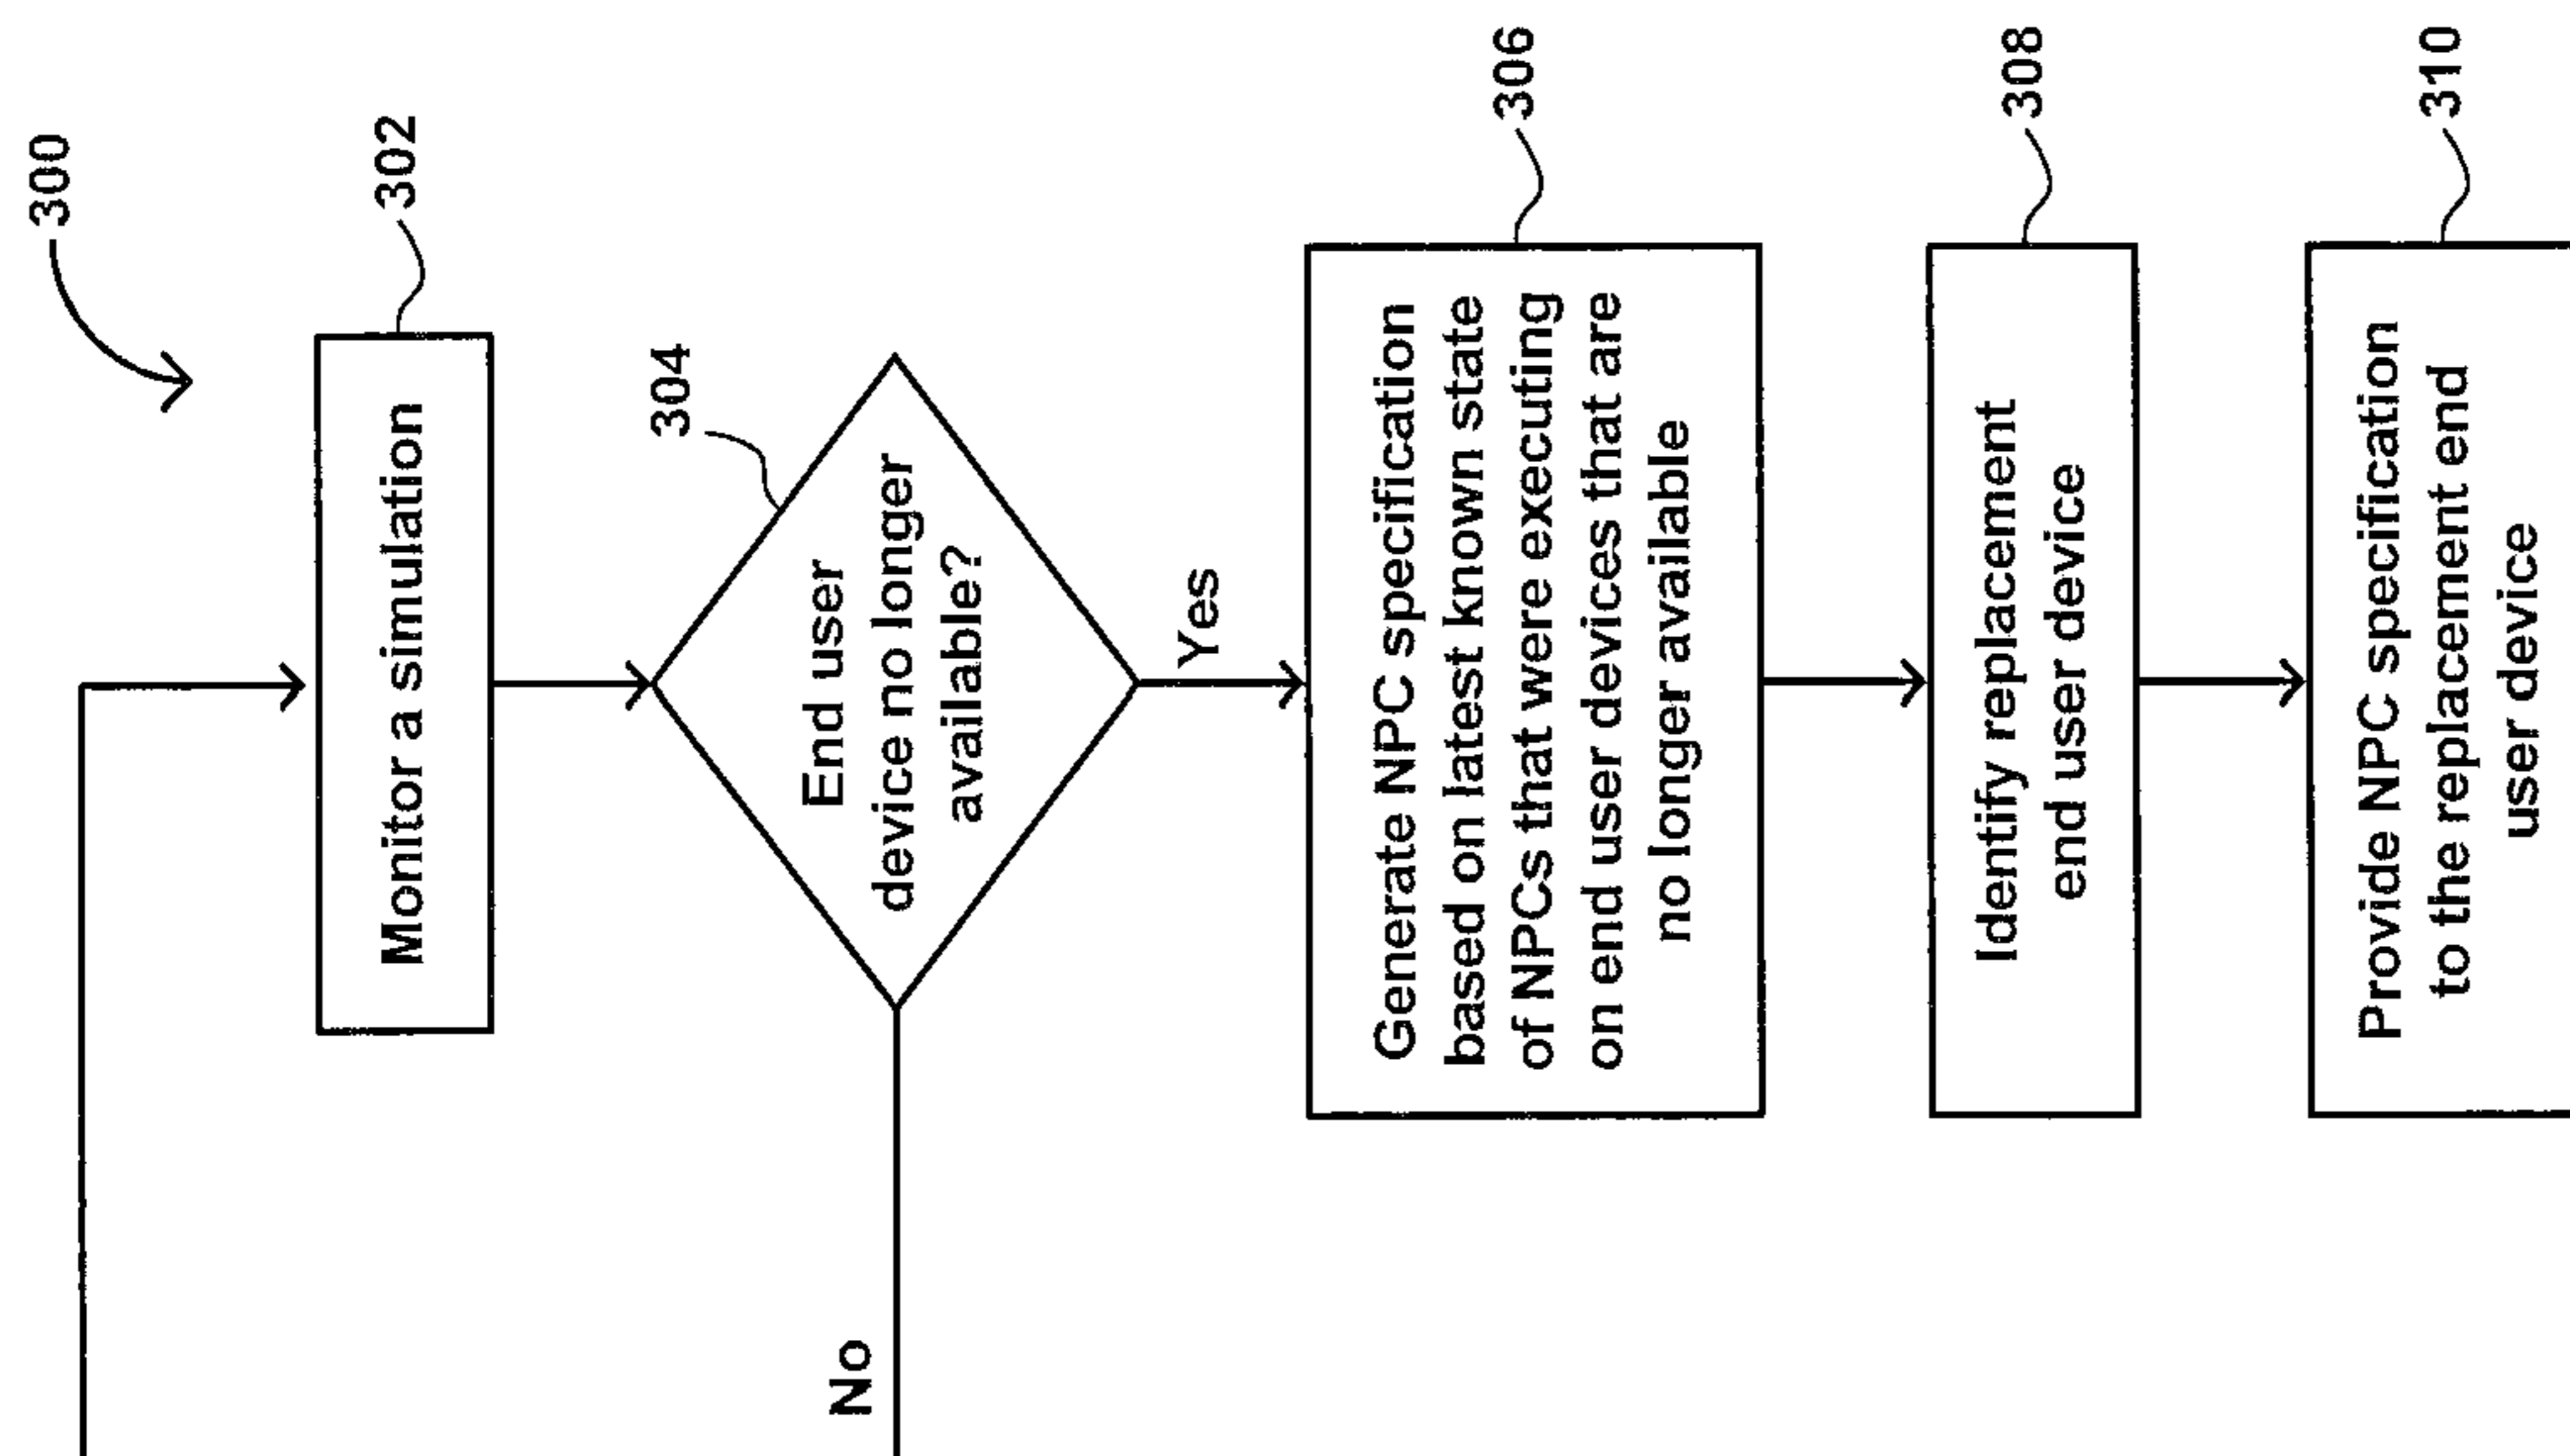 300
302
Monitor a simulation
304
End user
device no longer
available?
No
Yes
306
Generate NPC specification
based on latest known state
of NPCs that were executing
on end user devices that are
no longer available
308
Identify replacement
end user device
310
Provide NPC specification
to the replacement end
user device